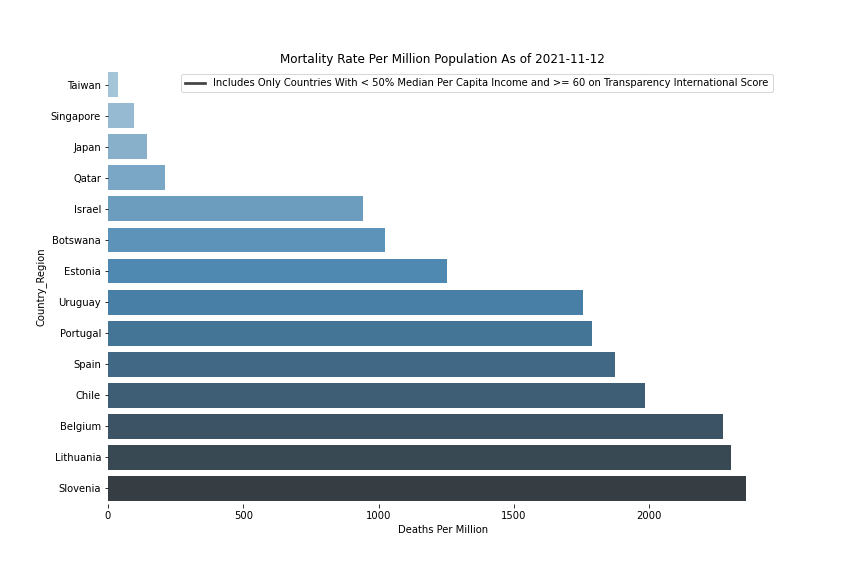 Mortality Rate Per Million Population As of 2021-11-12
Includes Only Countries With < 50% Median Per Capita Income and >= 60 on Transparency International Score
Country_Region
Taiwan
Singapore
Japan
Qatar
Israel
Botswana
Estonia
Uruguay
Portugal
Spain
Chile
Belgium
Lithuania
Slovenia
0 500 1000 1500 2000
Deaths Per Million